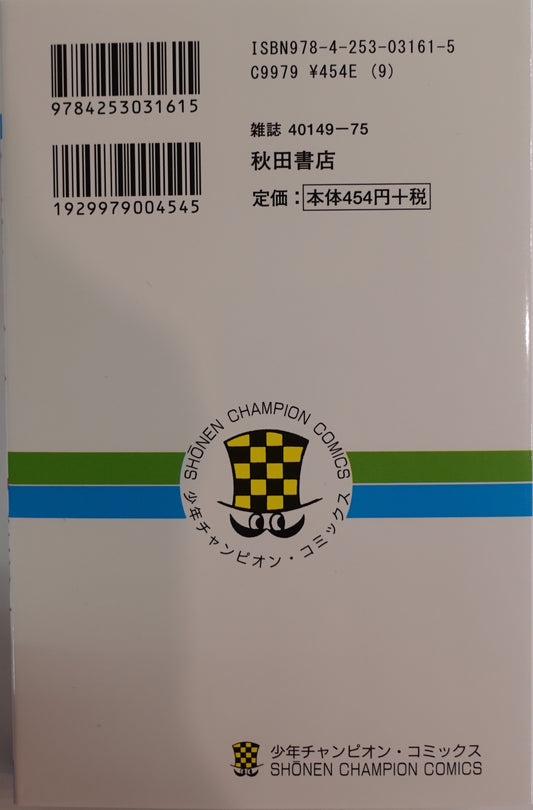 9784253031615
1929979004545
ISBN978-4-253-03161-5
C9979 ¥454E (9)
雑誌 40149-75
秋田書店
定価：本体454円+税
SHŌNEN CHAMPION COMICS
少年チャンピオン・コミックス
少年チャンピオン・コミックス
SHŌNEN CHAMPION COMICS